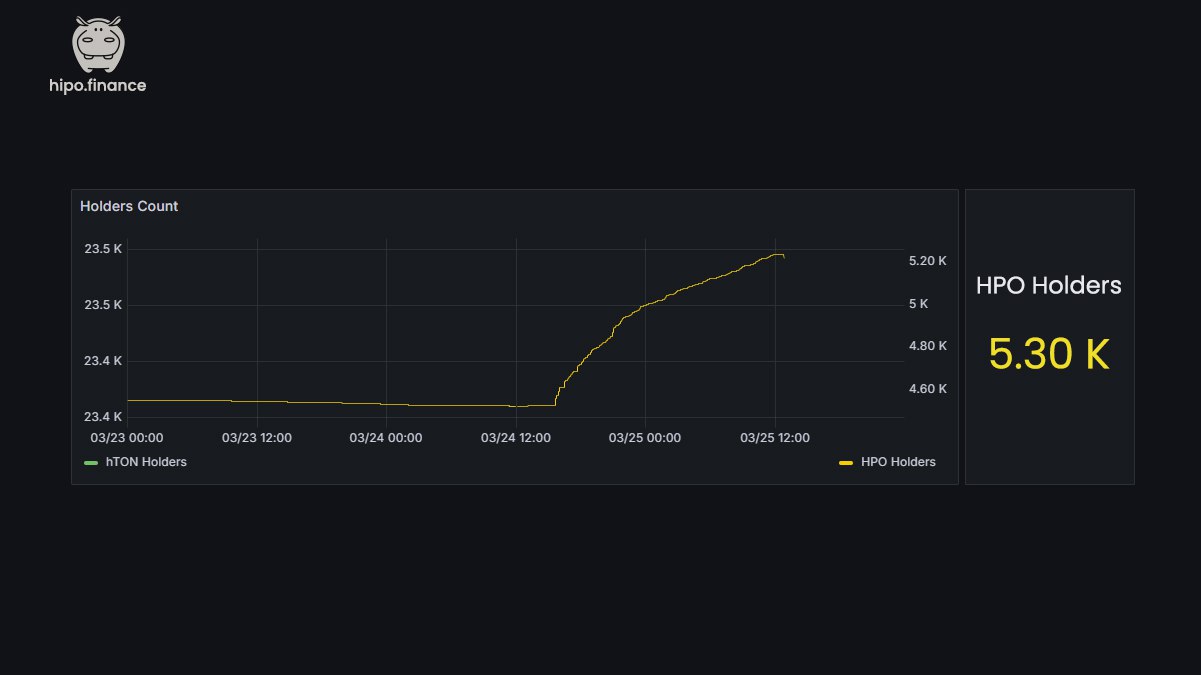 hipo.finance
Holders Count
23.5 K
23.5 K
23.4 K
23.4 K
5.20 K
5 K
4.80 K
4.60 K
03/23 00:00 03/23 12:00 03/24 00:00 03/24 12:00 03/25 00:00 03/25 12:00
hTON Holders HPO Holders
HPO Holders
5.30 K